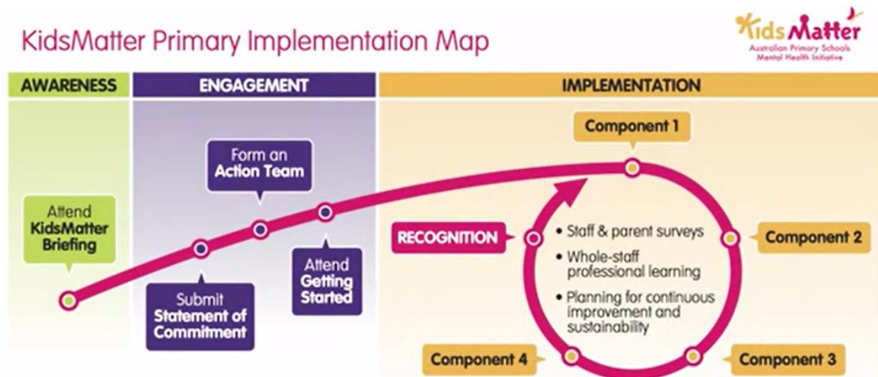 KidsMatter Primary Implementation Map
KidsMatter
Australian Primary Schools
Mental Health Initiative
AWARENESS
ENGAGEMENT
IMPLEMENTATION
Attend
KidsMatter
Briefing
Submit
Statement of
Commitment
Form an
Action Team
Attend
Getting
Started
Component 1
RECOGNITION
• Staff & parent surveys
• Whole-staff
professional learning
• Planning for continuous
improvement and
sustainability
Component 2
Component 4
Component 3